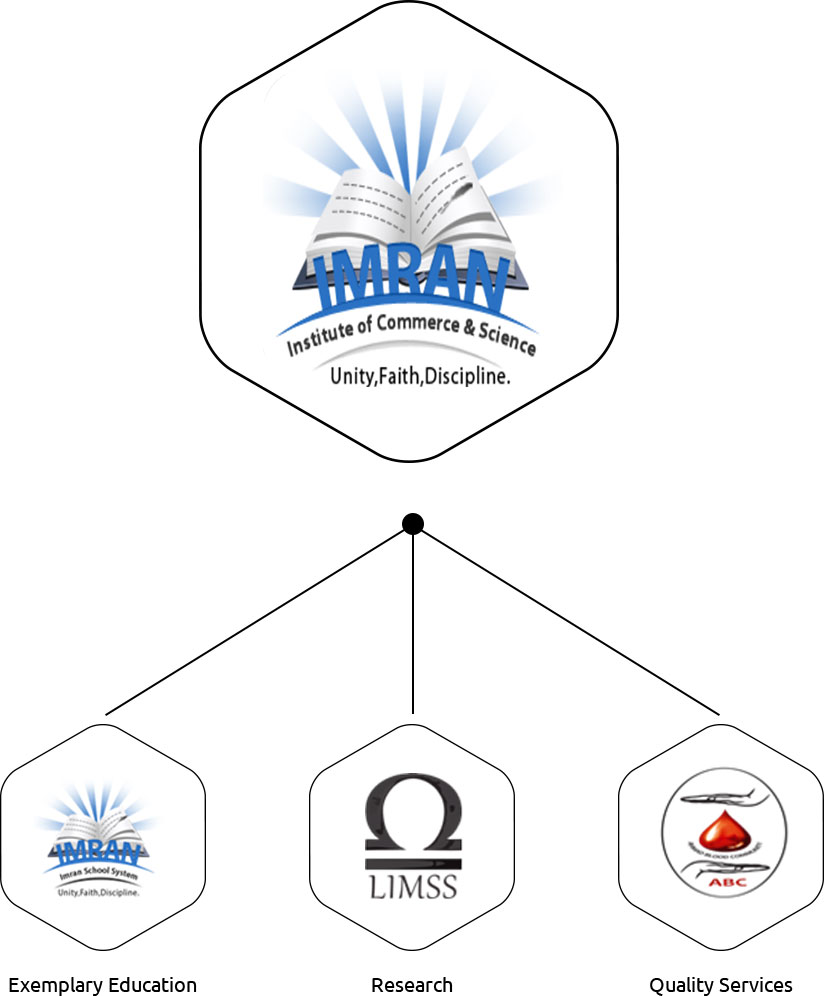 IMRAN
Institute of Commerce & Science
Unity,Faith,Discipline.
IMRAN
Imran School System
Unity,Faith,Discipline.
LIMSS
ABC
Exemplary Education
Research
Quality Services